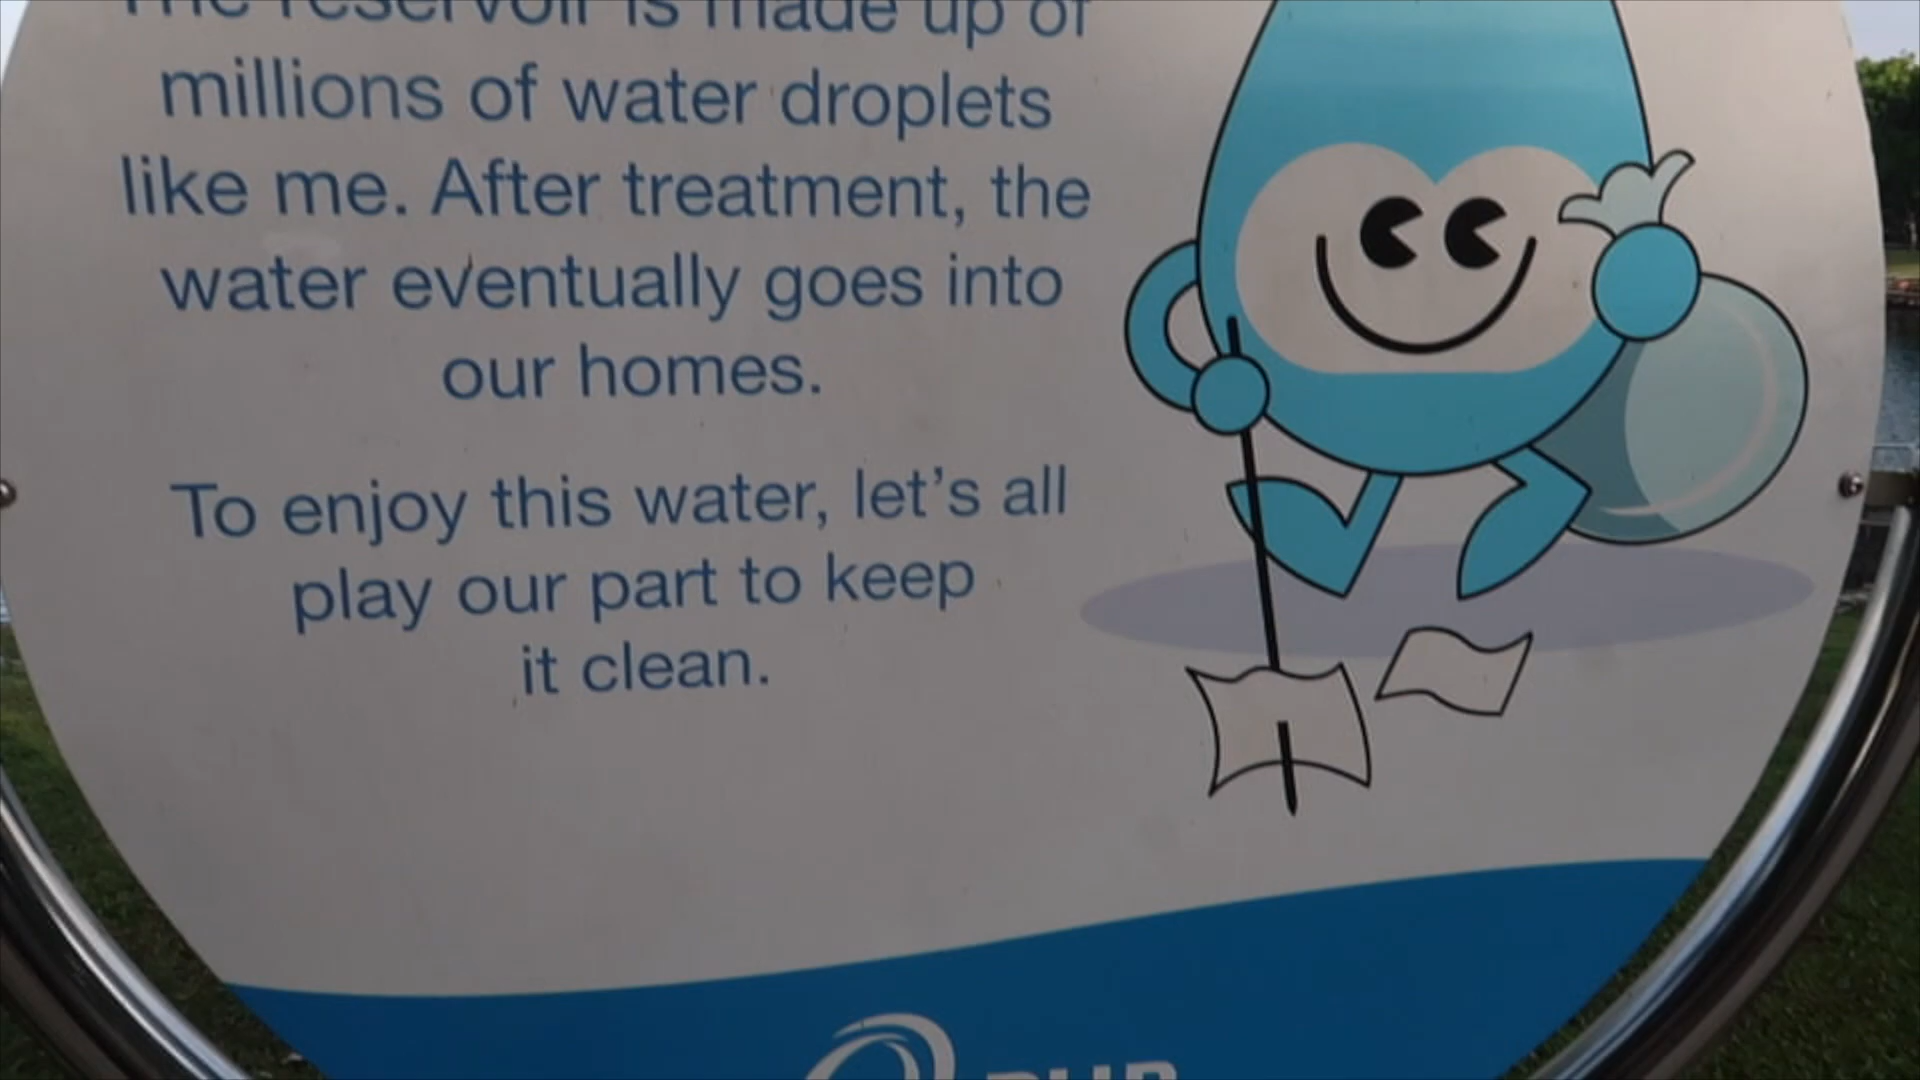 The reservoir is made up of
millions of water droplets
like me. After treatment, the
water eventually goes into
our homes.
To enjoy this water, let's all
play our part to keep
it clean.
PUB